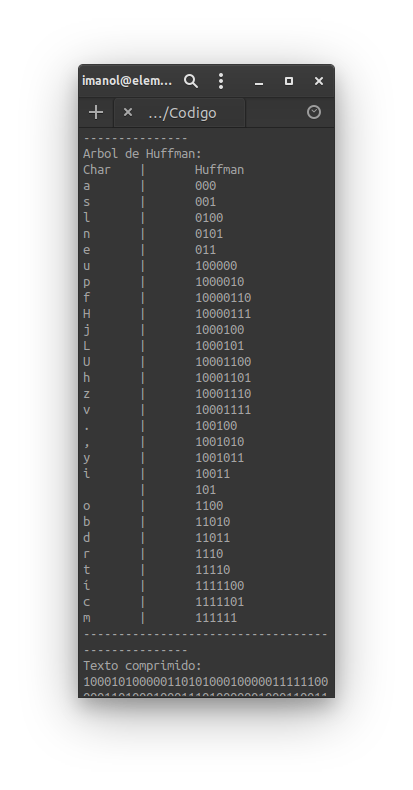 imanol@elem...
.../Codigo
---------------
Arbol de Huffman:
Char | Huffman
a | 000
s | 001
l | 0100
n | 0101
e | 011
u | 100000
p | 1000010
f | 10000110
H | 10000111
j | 1000100
L | 1000101
U | 10001100
h | 10001101
z | 10001110
v | 10001111
. | 100100
, | 1001010
y | 1001011
i | 10011
| 101
o | 1100
b | 11010
d | 11011
r | 1110
t | 11110
í | 1111100
c | 1111101
m | 111111
-----------------------------------
---------------
Texto comprimido:
10001010000011010100010000011111100